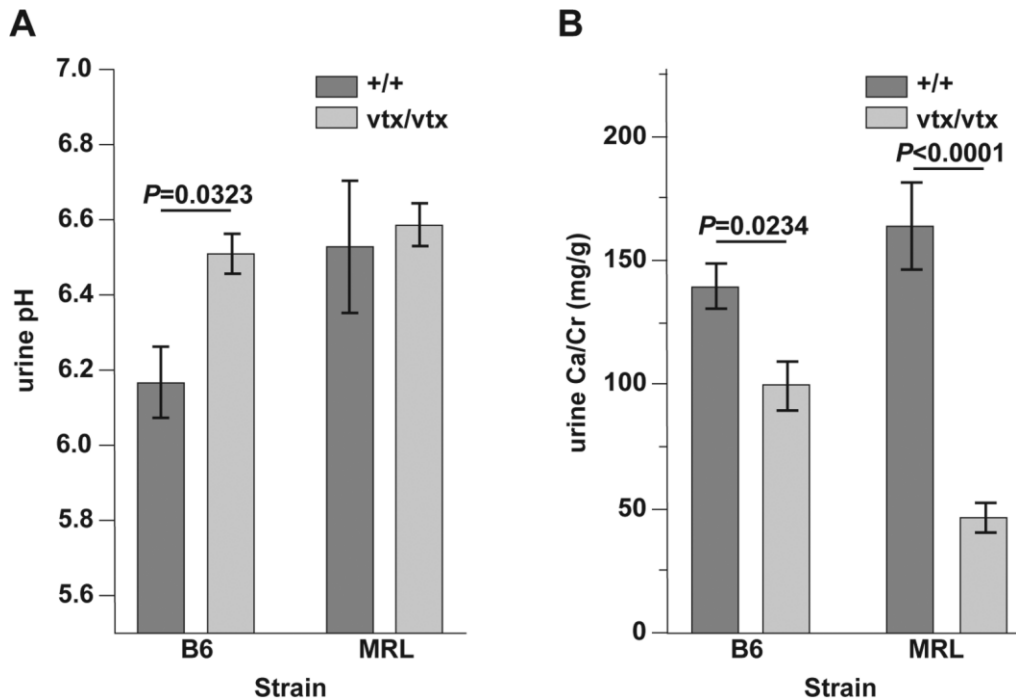 A
urine pH
7.0
6.8
6.6
6.4
6.2
6.0
5.8
5.6
+/+
vtx/vtx
P=0.0323
B6
MRL
Strain
B
urine Ca/Cr (mg/g)
200
150
100
50
0
+/+
vtx/vtx
P<0.0001
P=0.0234
B6
MRL
Strain